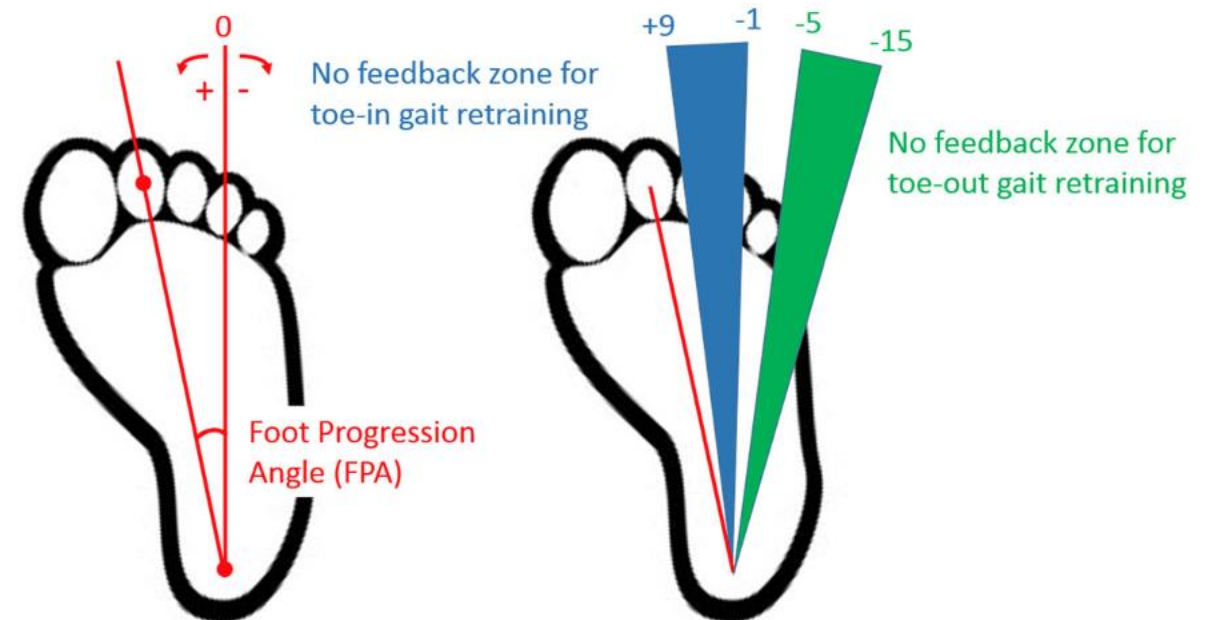 0
+ -
No feedback zone for
toe-in gait retraining
Foot Progression
Angle (FPA)
+9
-1
-5
-15
No feedback zone for
toe-out gait retraining